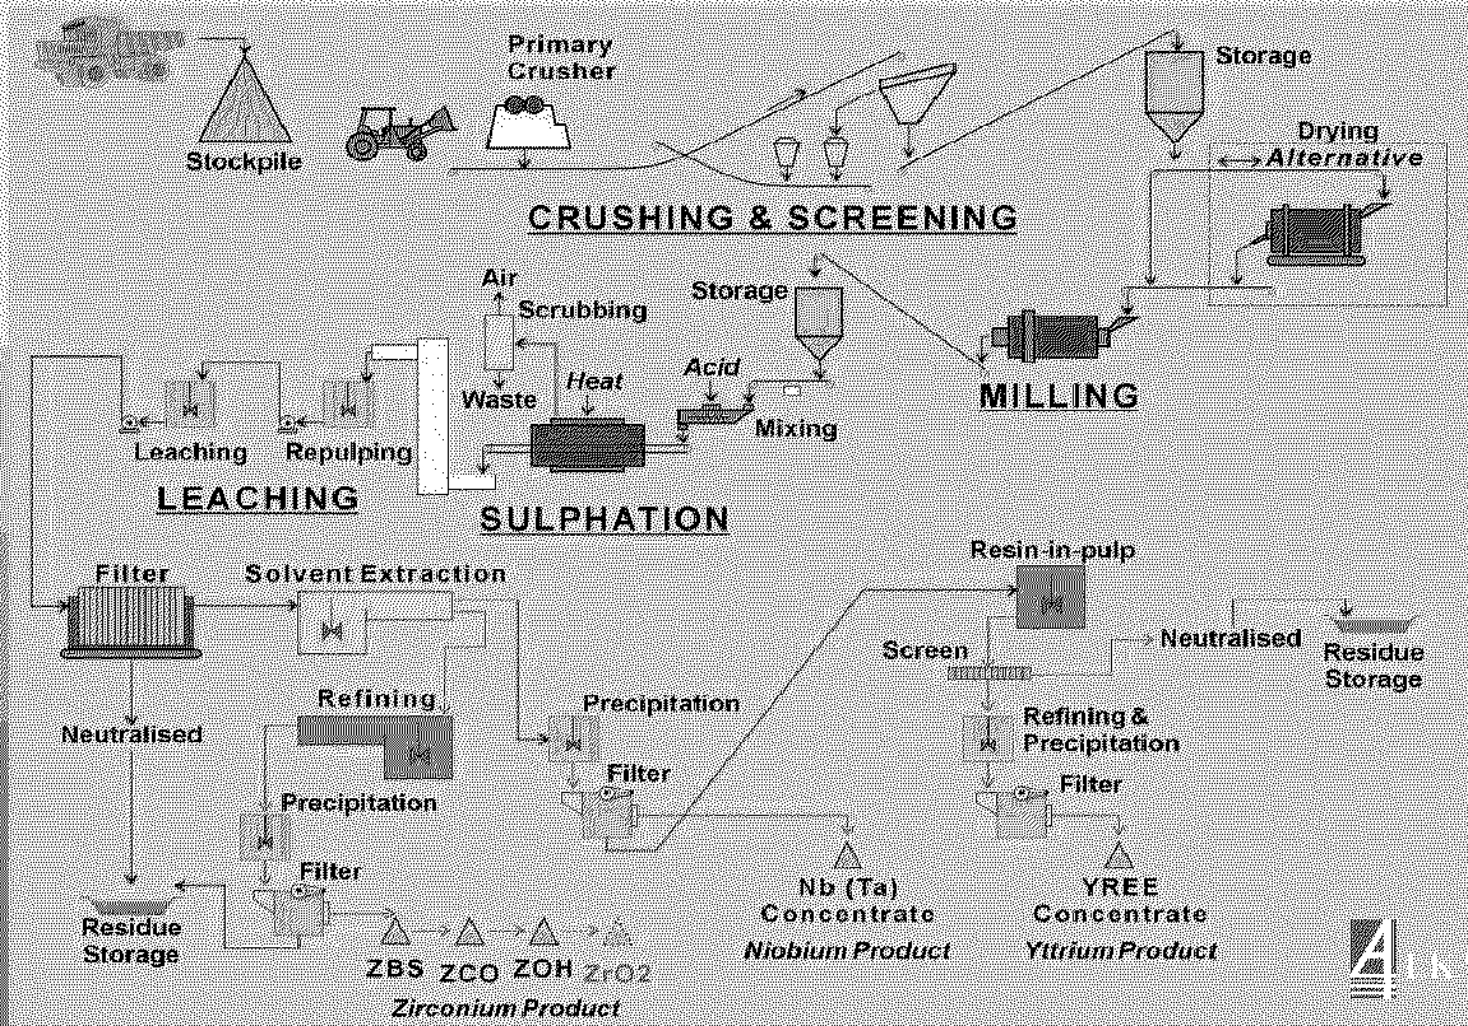 Primary
Crusher
Storage
Stockpile
Drying
Alternative
CRUSHING & SCREENING
Air
Scrubbing
Storage
Heat
Acid
Waste
Mixing
MILLING
Leaching
Repulping
LEACHING
SULPHATION
Filter
Solvent Extraction
Resin-in-pulp
Screen
Neutralised
Residue
Storage
Refining
Precipitation
Neutralised
Refining &
Precipitation
Filter
Filter
Precipitation
Filter
Nb (Ta)
Concentrate
Niobium Product
YREE
Concentrate
Yttrium Product
Residue
Storage
ZBS
ZCO
ZOH
ZrO2
Zirconium Product